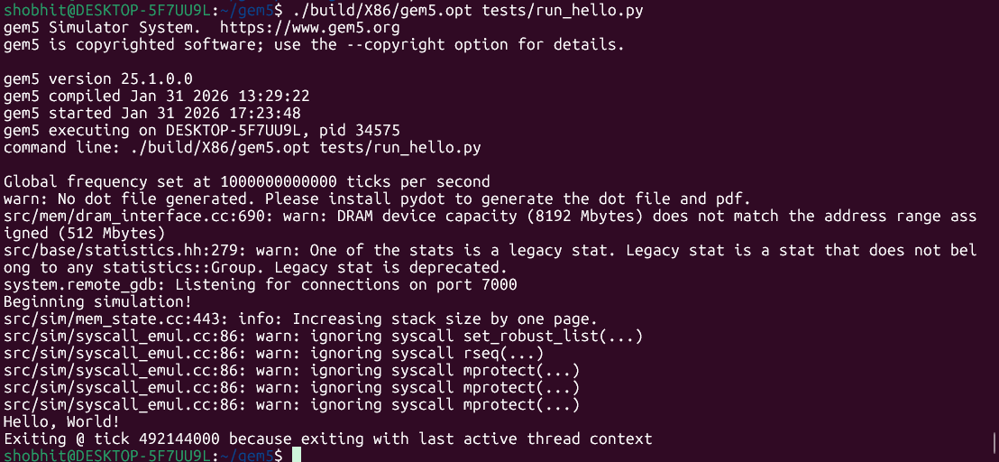 shobhit@DESKTOP-5F7UU9L:~/gem5$ ./build/X86/gem5.opt tests/run_hello.py
gem5 Simulator System.  https://www.gem5.org
gem5 is copyrighted software; use the --copyright option for details.

gem5 version 25.1.0.0
gem5 compiled Jan 31 2026 13:29:22
gem5 started Jan 31 2026 17:23:48
gem5 executing on DESKTOP-5F7UU9L, pid 34575
command line: ./build/X86/gem5.opt tests/run_hello.py

Global frequency set at 1000000000000 ticks per second
warn: No dot file generated. Please install pydot to generate the dot file and pdf.
src/mem/dram_interface.cc:690: warn: DRAM device capacity (8192 Mbytes) does not match the address range ass
igned (512 Mbytes)
src/base/statistics.hh:279: warn: One of the stats is a legacy stat. Legacy stat is a stat that does not bel
ong to any statistics::Group. Legacy stat is deprecated.
system.remote_gdb: Listening for connections on port 7000
Beginning simulation!
src/sim/mem_state.cc:443: info: Increasing stack size by one page.
src/sim/syscall_emul.cc:86: warn: ignoring syscall set_robust_list(...)
src/sim/syscall_emul.cc:86: warn: ignoring syscall rseq(...)
src/sim/syscall_emul.cc:86: warn: ignoring syscall mprotect(...)
src/sim/syscall_emul.cc:86: warn: ignoring syscall mprotect(...)
src/sim/syscall_emul.cc:86: warn: ignoring syscall mprotect(...)
Hello, World!
Exiting @ tick 492144000 because exiting with last active thread context
shobhit@DESKTOP-5F7UU9L:~/gem5$